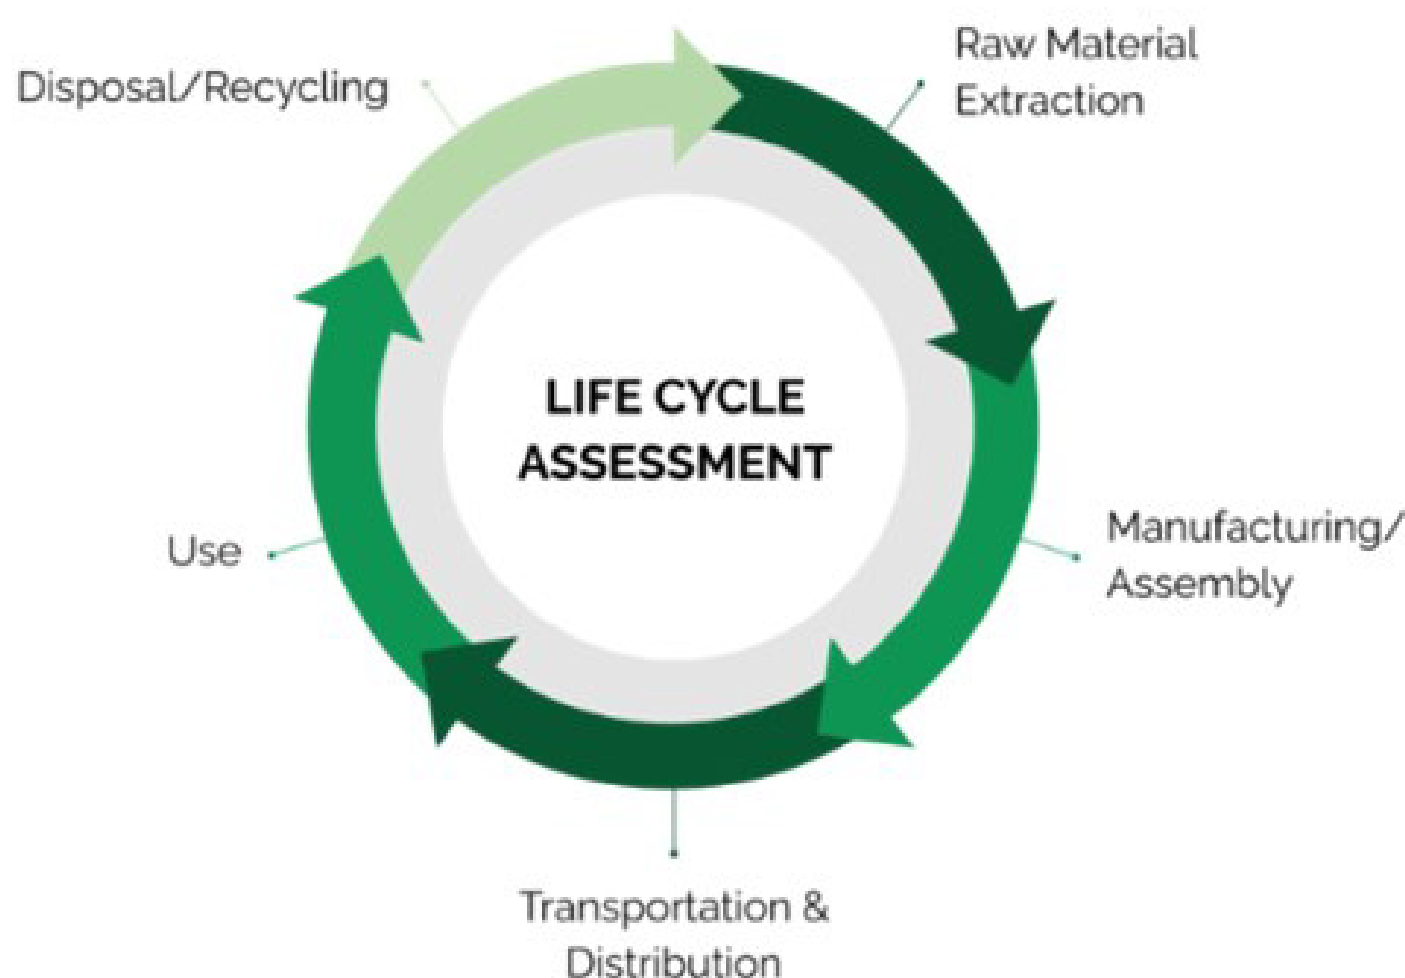 Raw Material
Extraction
Disposal/Recycling
LIFE CYCLE
ASSESSMENT
Manufacturing/
Assembly
Use
Transportation &
Distribution